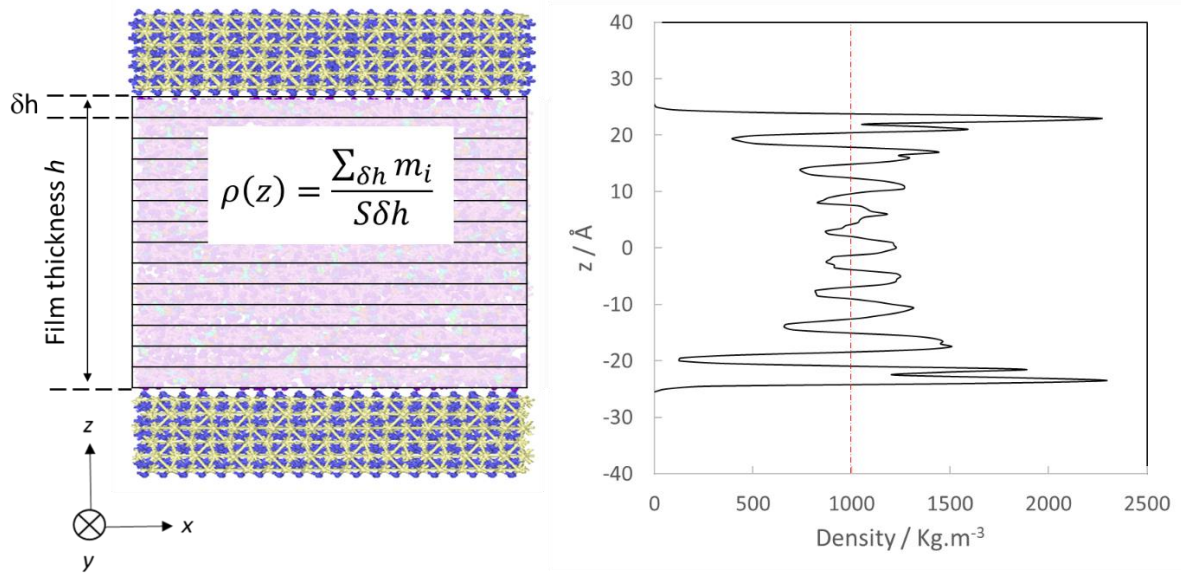 δh
Film thickness h
ρ(z) = ∑δh mᵢ / Sδh
z
x
y
40
30
20
10
0
-10
-20
-30
-40
z / Å
0 500 1000 1500 2000 2500
Density / Kg.m⁻³